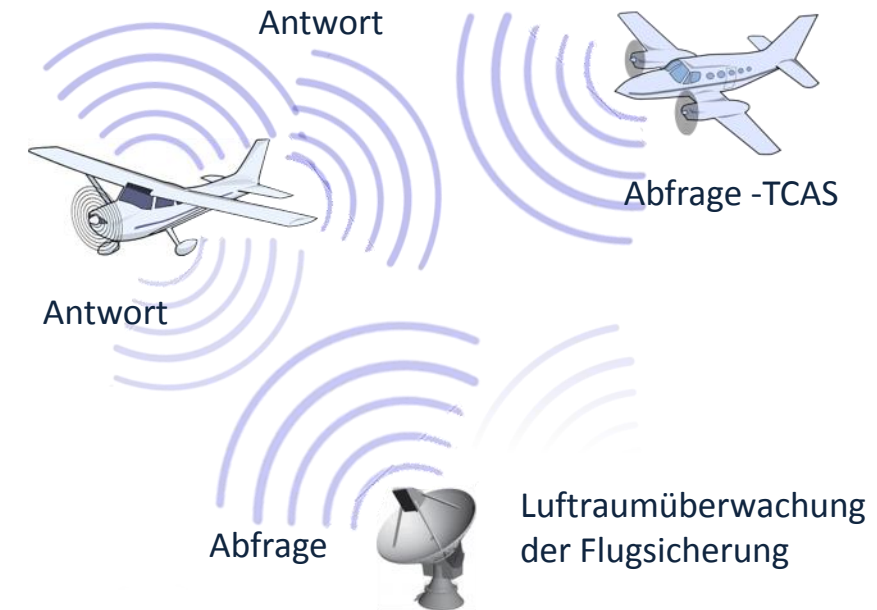 Antwort
Abfrage -TCAS
Antwort
Abfrage
Luftraumüberwachung
der Flugsicherung